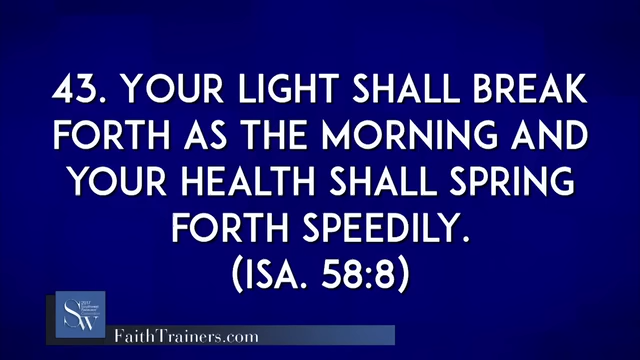 43. YOUR LIGHT SHALL BREAK
FORTH AS THE MORNING AND
YOUR HEALTH SHALL SPRING
FORTH SPEEDILY.
(ISA. 58:8)
SW
FaithTrainers.com